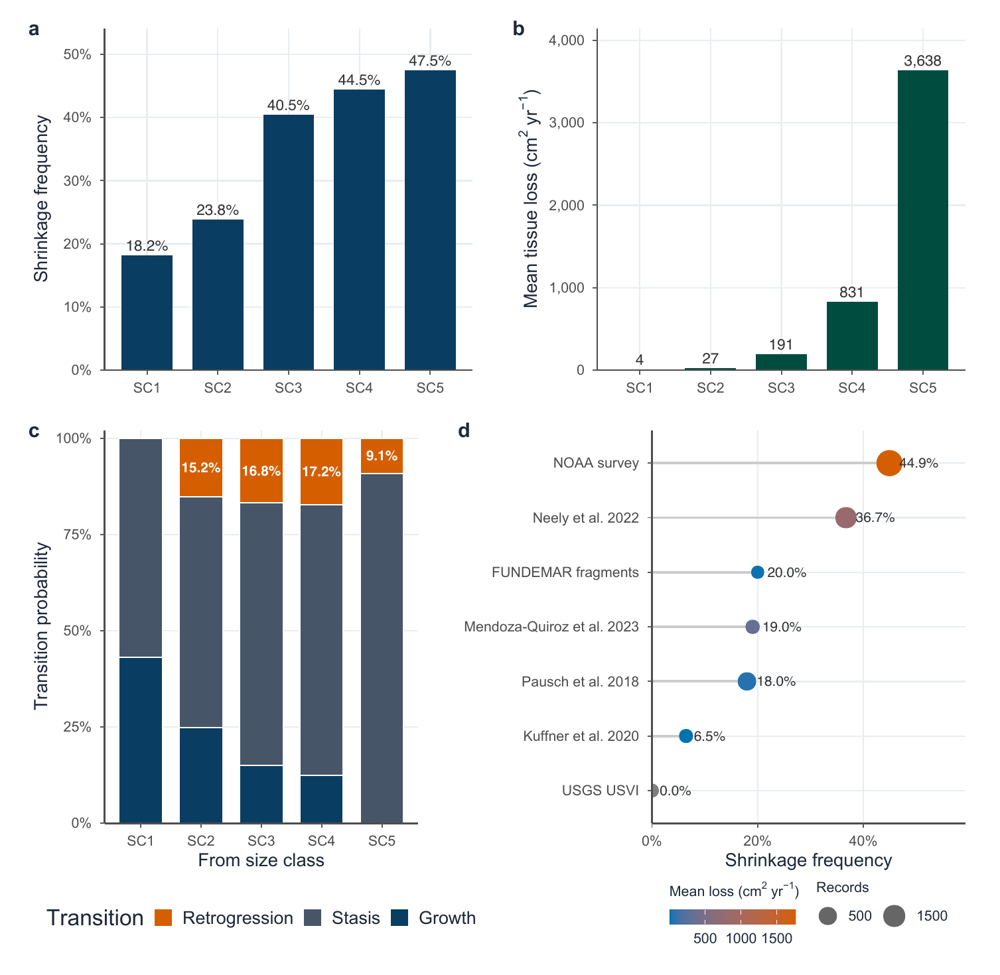 a
50%
40%
30%
20%
10%
0%
Shrinkage frequency
18.2%
23.8%
40.5%
44.5%
47.5%
SC1 SC2 SC3 SC4 SC5
b
4,000
3,000
2,000
1,000
0
Mean tissue loss (cm² yr⁻¹)
4
27
191
831
3,638
SC1 SC2 SC3 SC4 SC5
c
100%
75%
50%
25%
0%
Transition probability
15.2%
16.8%
17.2%
9.1%
SC1 SC2 SC3 SC4 SC5
From size class
Transition Retrogression Stasis Growth
d
NOAA survey 44.9%
Neely et al. 2022 36.7%
FUNDEMAR fragments 20.0%
Mendoza-Quiroz et al. 2023 19.0%
Pausch et al. 2018 18.0%
Kuffner et al. 2020 6.5%
USGS USVI 0.0%
0% 20% 40%
Shrinkage frequency
Mean loss (cm² yr⁻¹)
500 1000 1500
Records
500 1500